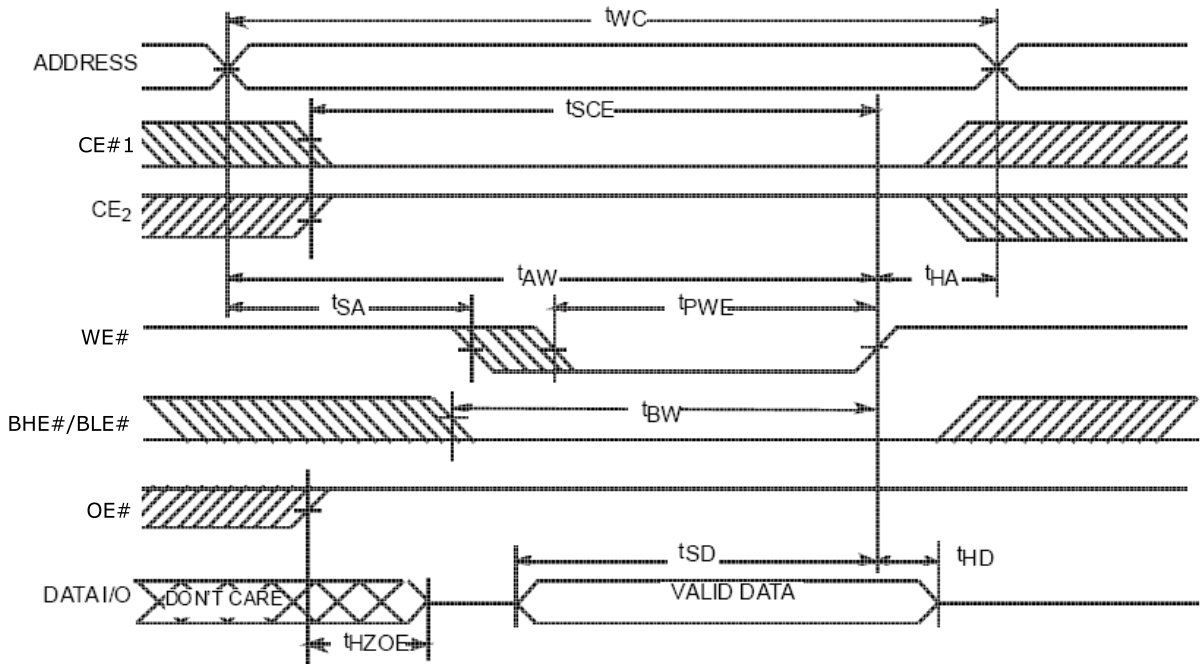 tWC
ADDRESS
tSCE
CE#1
CE2
tAW
tHA
tSA
tPWE
WE#
tBW
BHE#/BLE#
OE#
tSD
tHD
DATA I/O
DON'T CARE
VALID DATA
tHZOE